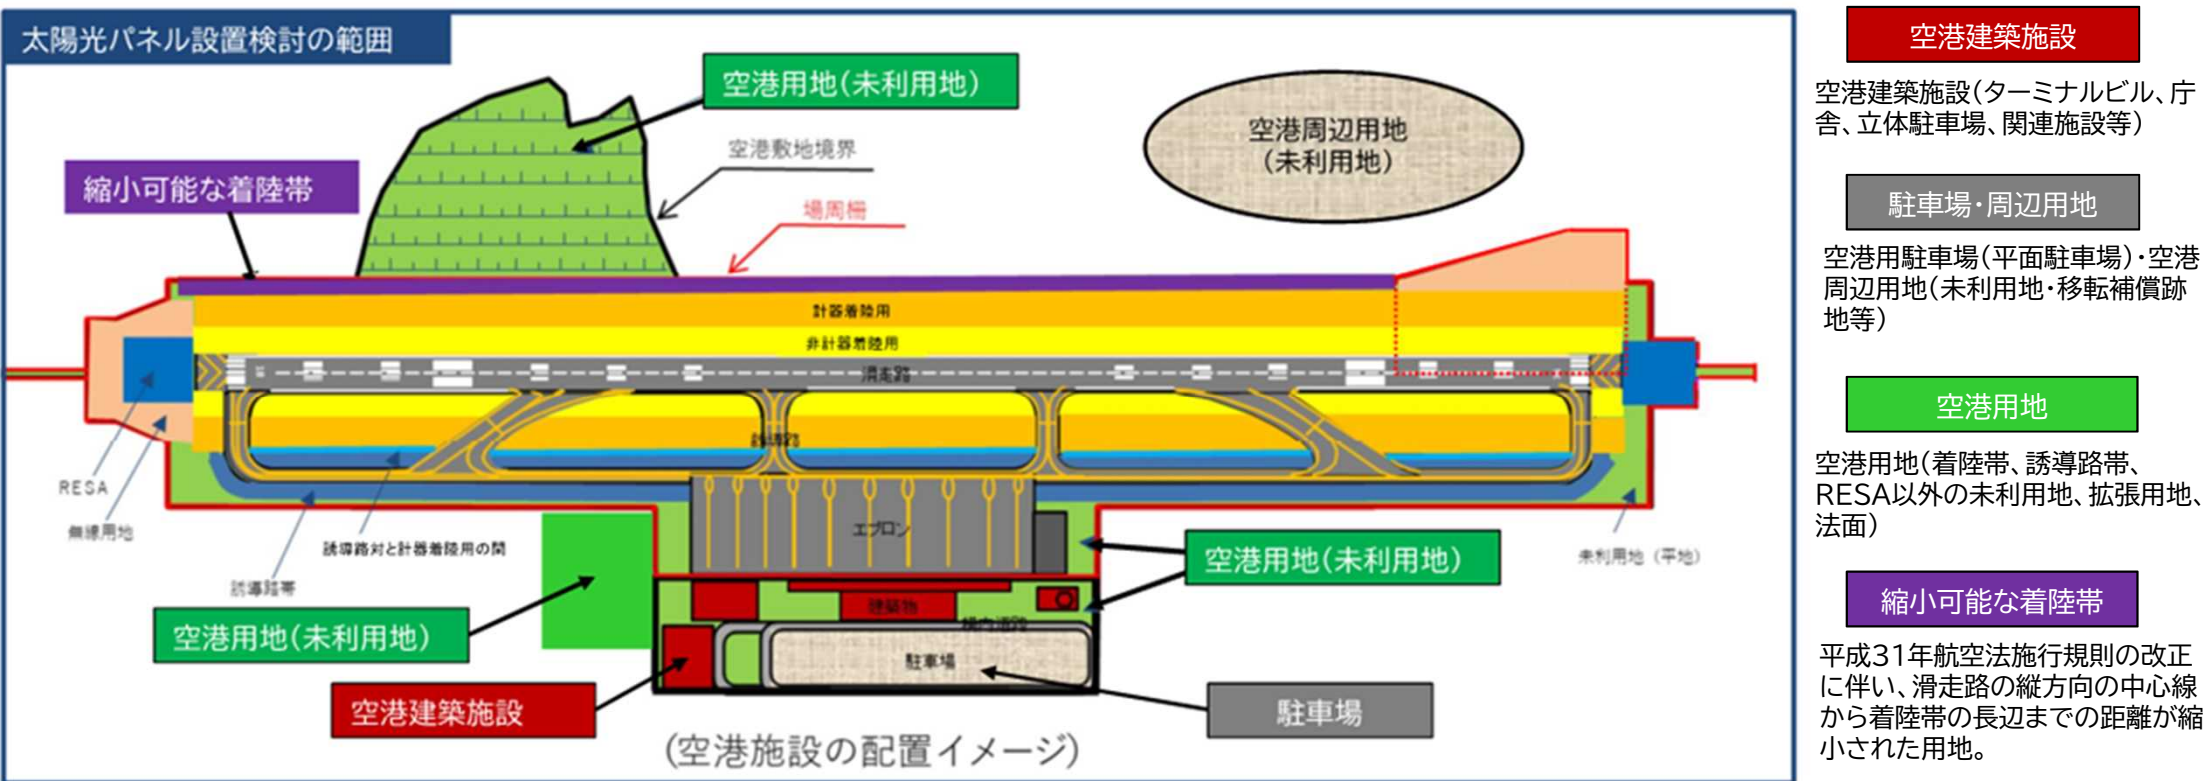 太陽光パネル設置検討の範囲
空港用地(未利用地)
空港周辺用地
(未利用地)
空港敷地境界
縮小可能な着陸帯
場周柵
計器着陸用
非計器着陸用
滑走路
誘導路
RESA
無線用地
誘導路対と計器着陸用の間
誘導路帯
エプロン
空港用地(未利用地)
未利用地(平地)
空港用地(未利用地)
建築物
構内道路
駐車場
空港建築施設
駐車場
(空港施設の配置イメージ)
空港建築施設
空港建築施設(ターミナルビル、庁
舎、立体駐車場、関連施設等)
駐車場・周辺用地
空港用駐車場(平面駐車場)・空港
周辺用地(未利用地・移転補償跡
地等)
空港用地
空港用地(着陸帯、誘導路帯、
RESA以外の未利用地、拡張用地、
法面)
縮小可能な着陸帯
平成31年航空法施行規則の改正
に伴い、滑走路の縦方向の中心線
から着陸帯の長辺までの距離が縮
小された用地。